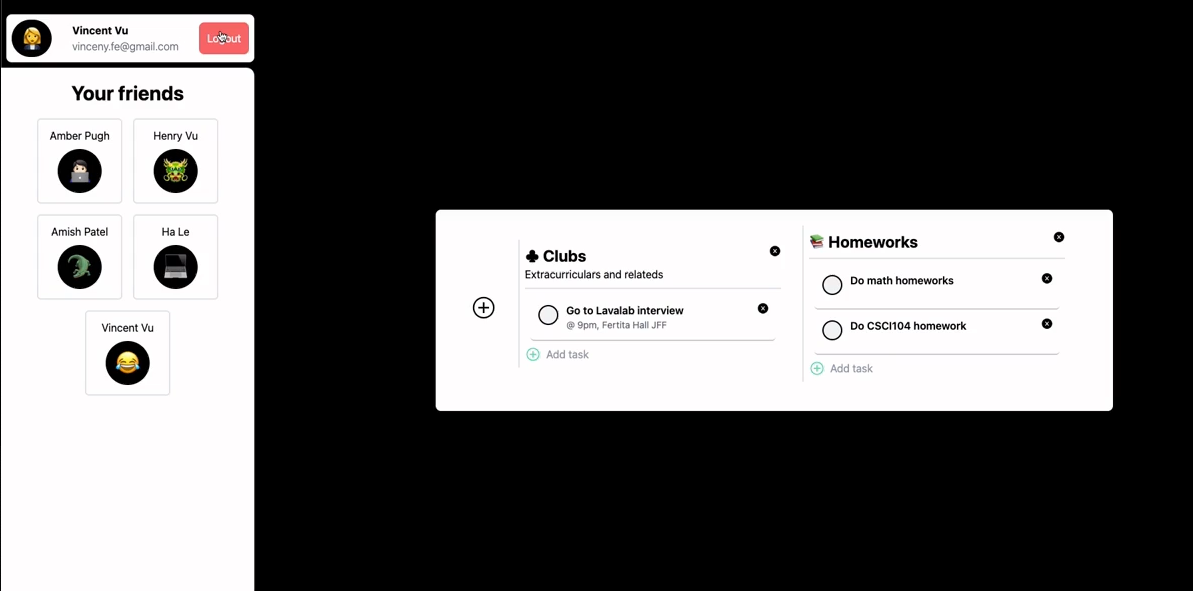 Vincent Vu
vinceny.fe@gmail.com
Logout
Your friends
Amber Pugh
Henry Vu
Amish Patel
Ha Le
Vincent Vu
Clubs
Extracurriculars and relateds
Go to Lavalab interview
@ 9pm, Fertita Hall JFF
Add task
Homeworks
Do math homeworks
Do CSCI104 homework
Add task